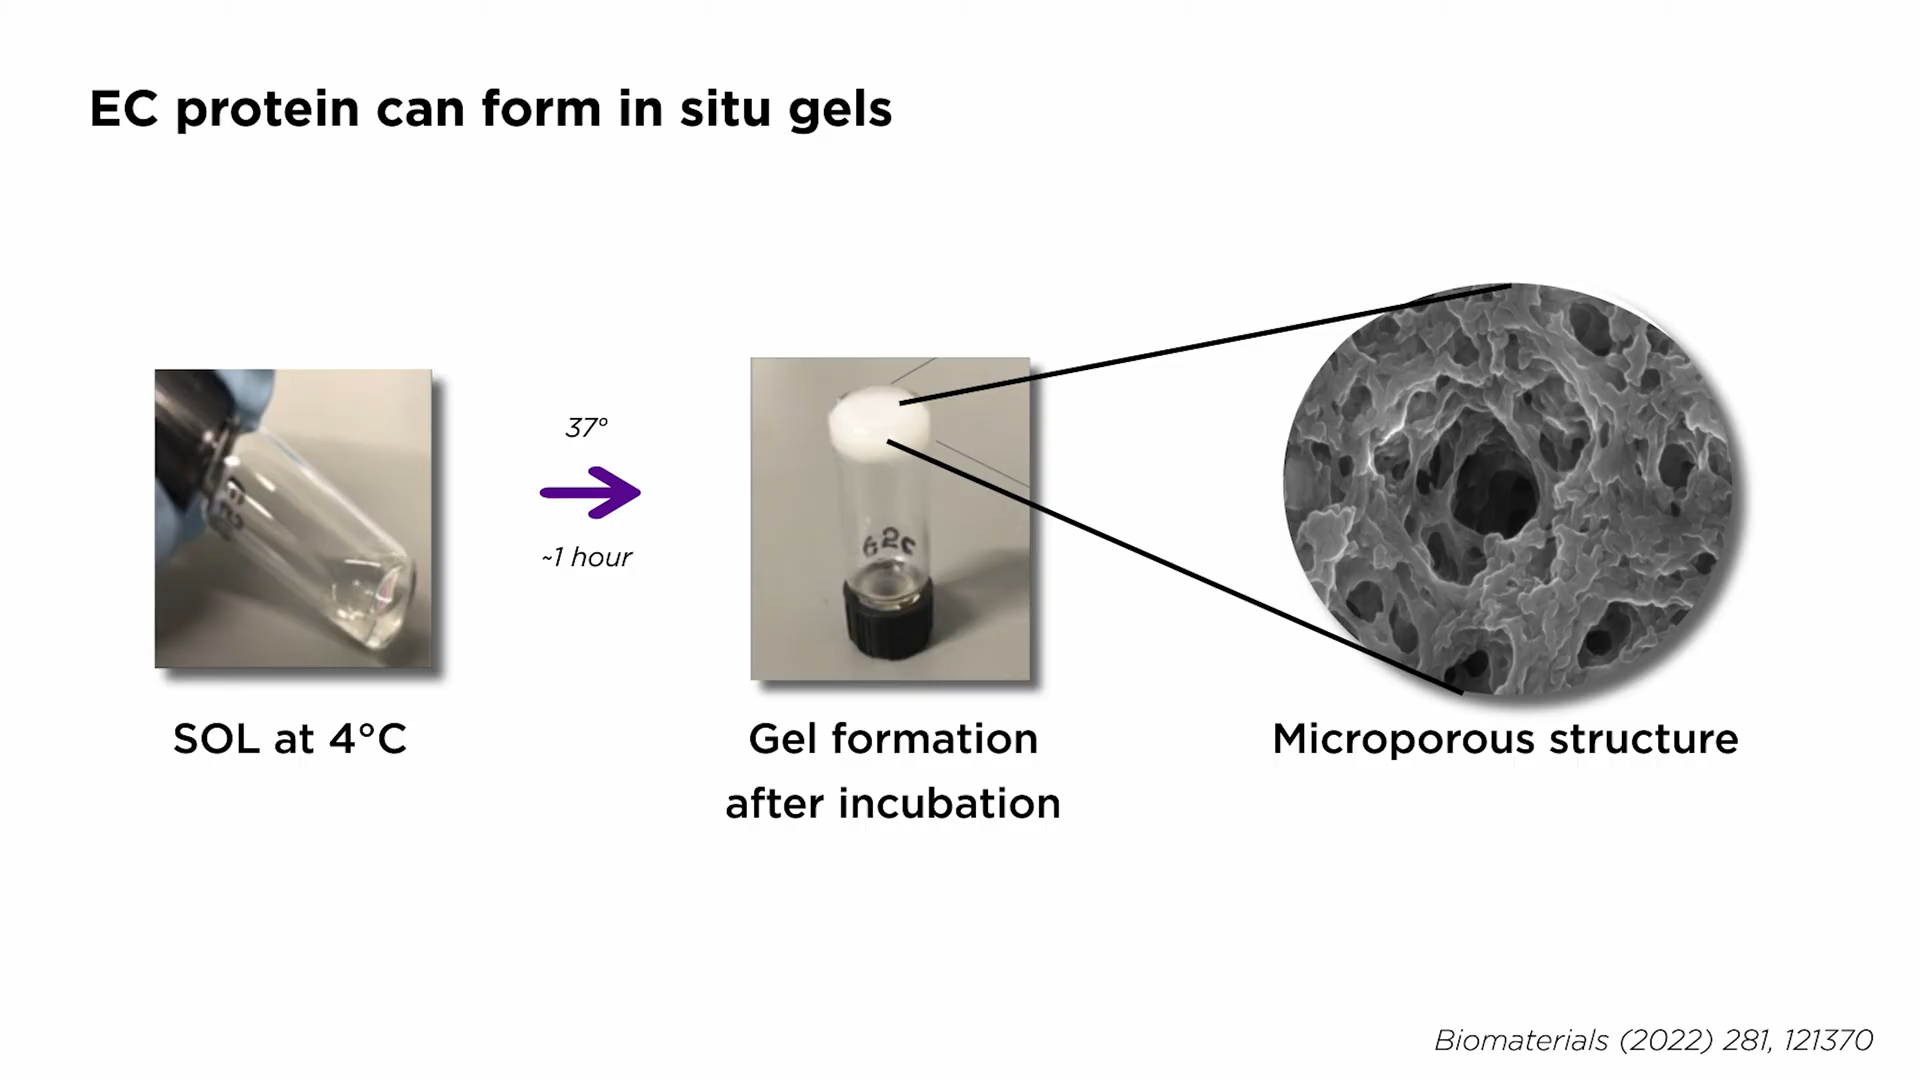 EC protein can form in situ gels
37°
~1 hour
SOL at 4°C
Gel formation
after incubation
Microporous structure
Biomaterials (2022) 281, 121370